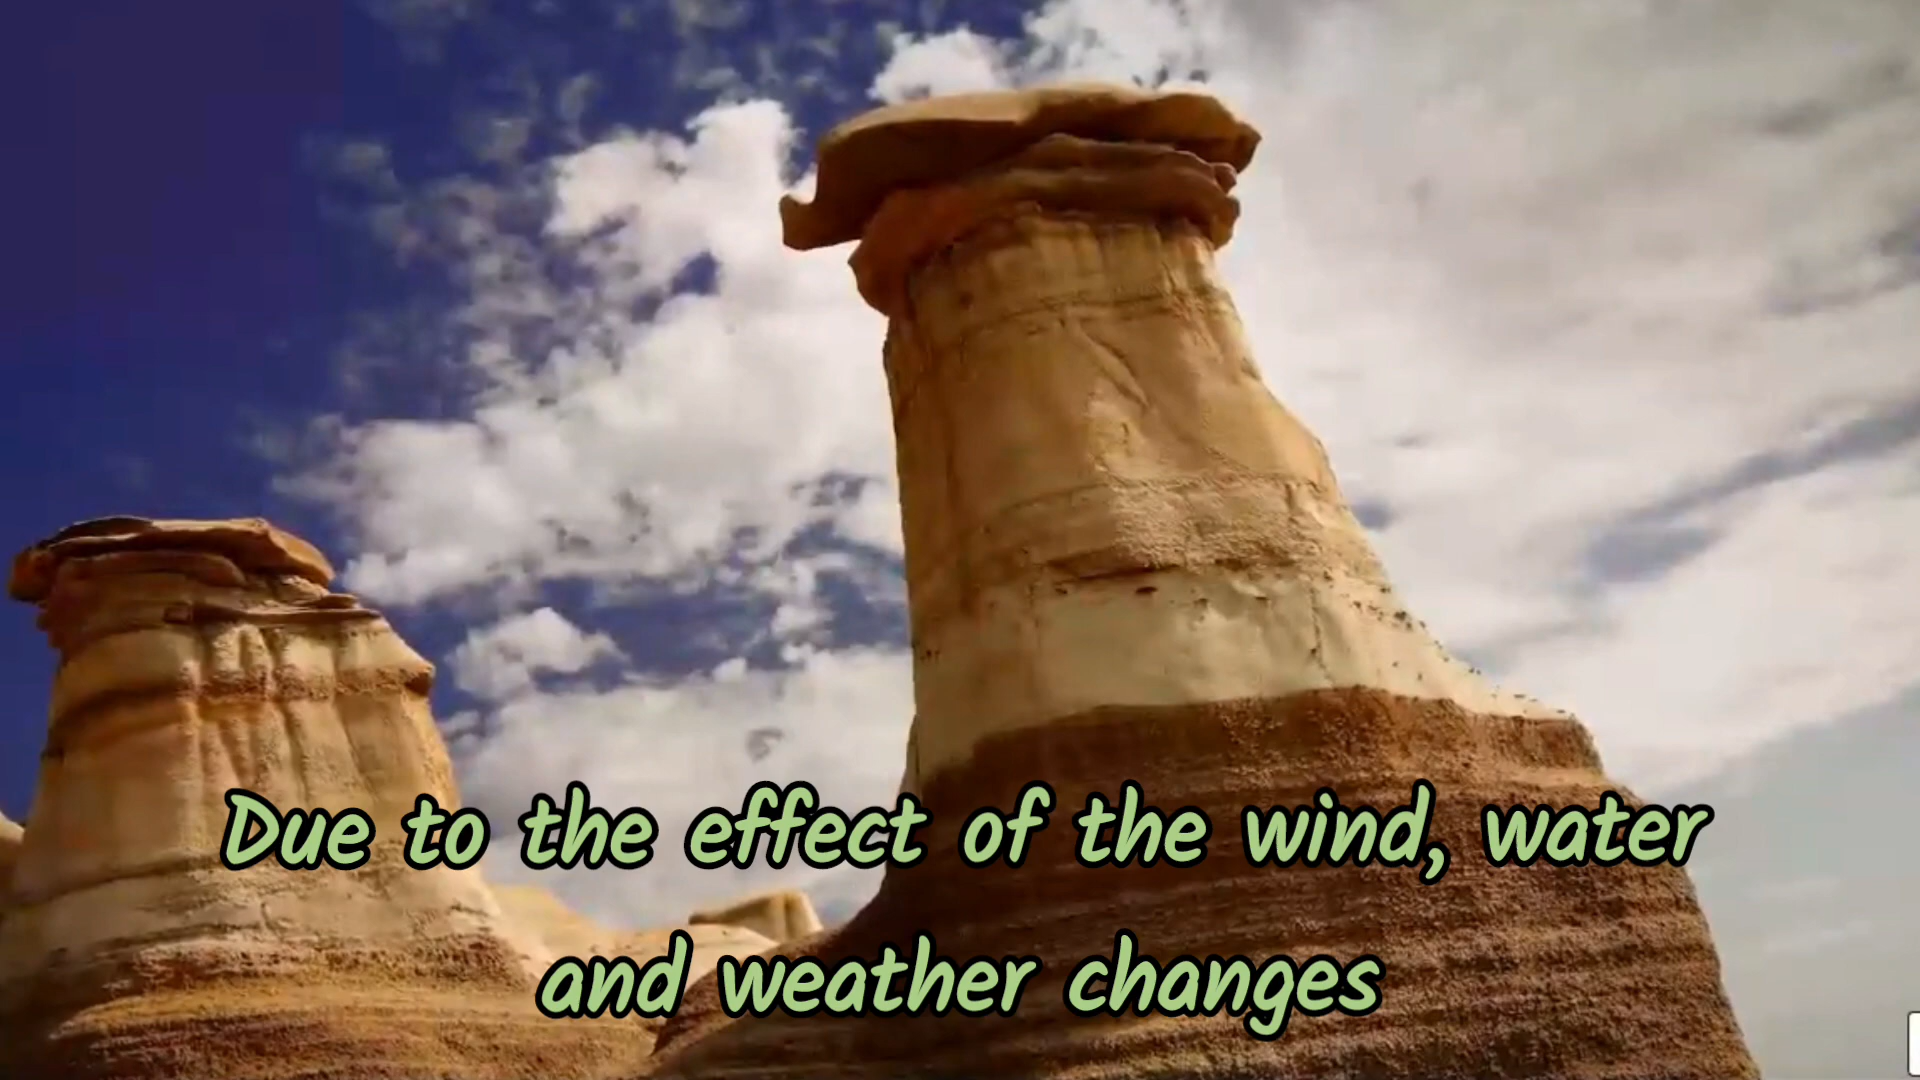 Due to the effect of the wind, water
and weather changes